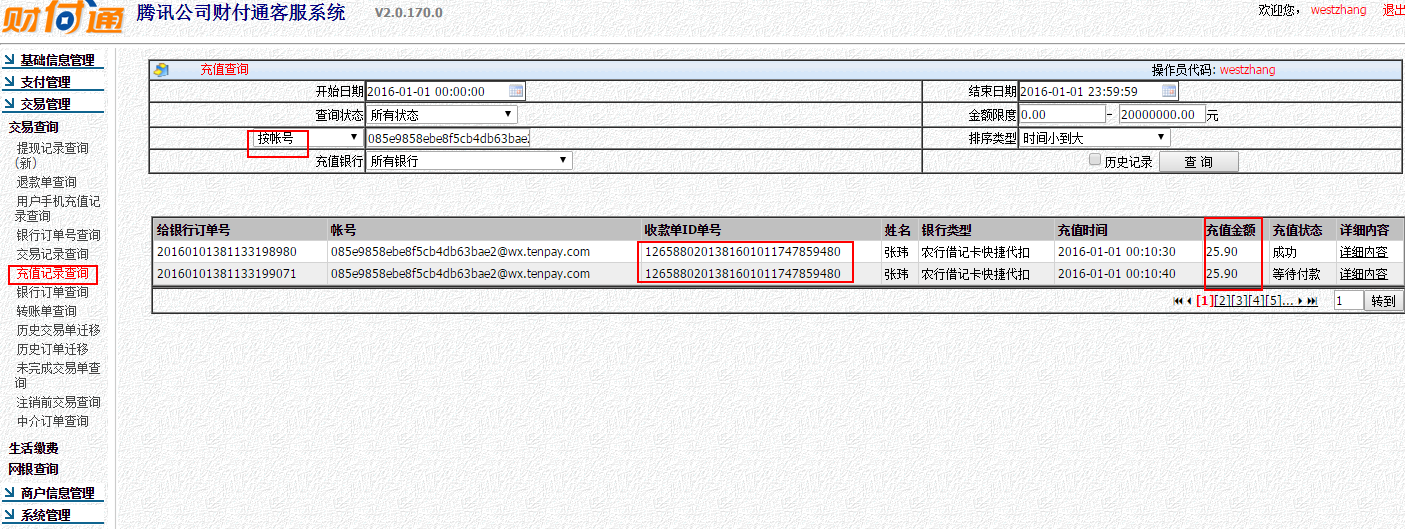 财付通 腾讯公司财付通客服系统 V2.0.170.0 欢迎您， westzhang 退出
基础信息管理
支付管理
交易管理
交易查询
提现记录查询
（新）
退款单查询
用户手机充值记
录查询
银行订单号查询
交易记录查询
充值记录查询
银行订单查询
转账单查询
历史交易单迁移
历史订单迁移
未完成交易单查
询
注销前交易查询
中介订单查询
生活缴费
网银查询
商户信息管理
系统管理
充值查询 操作员代码: westzhang
开始日期 2016-01-01 00:00:00 结束日期 2016-01-01 23:59:59
查询状态 所有状态 金额限度 0.00 - 20000000.00 元
按帐号 085e9858ebe8f5cb4db63bae2 排序类型 时间小到大
充值银行 所有银行 历史记录 查 询
给银行订单号 帐号 收款单ID单号 姓名 银行类型 充值时间 充值金额 充值状态 详细内容
20160101381133198980 085e9858ebe8f5cb4db63bae2@wx.tenpay.com 1265880201381601011747859480 张玮 农行借记卡快捷代扣 2016-01-01 00:10:30 25.90 成功 详细内容
20160101381133199071 085e9858ebe8f5cb4db63bae2@wx.tenpay.com 1265880201381601011747859480 张玮 农行借记卡快捷代扣 2016-01-01 00:10:40 25.90 等待付款 详细内容
[1][2][3][4][5]... 1 转到